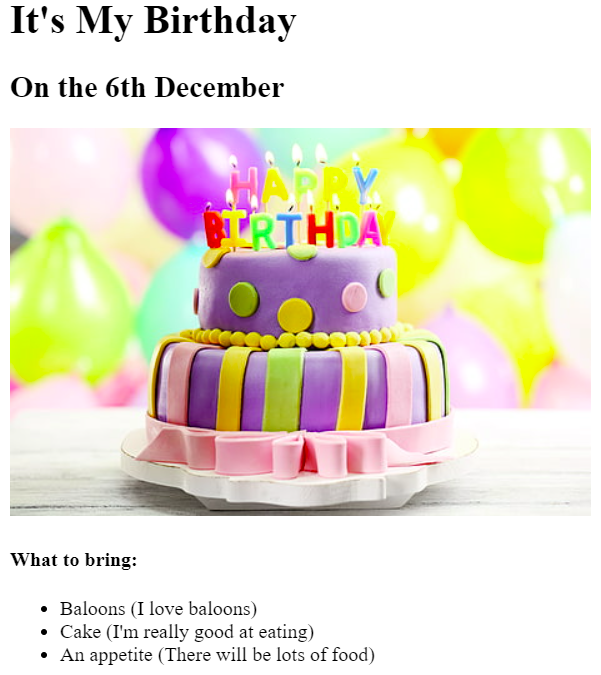 It's My Birthday
On the 6th December
HAPPY
BIRTHDAY
What to bring:
Baloons (I love baloons)
Cake (I'm really good at eating)
An appetite (There will be lots of food)